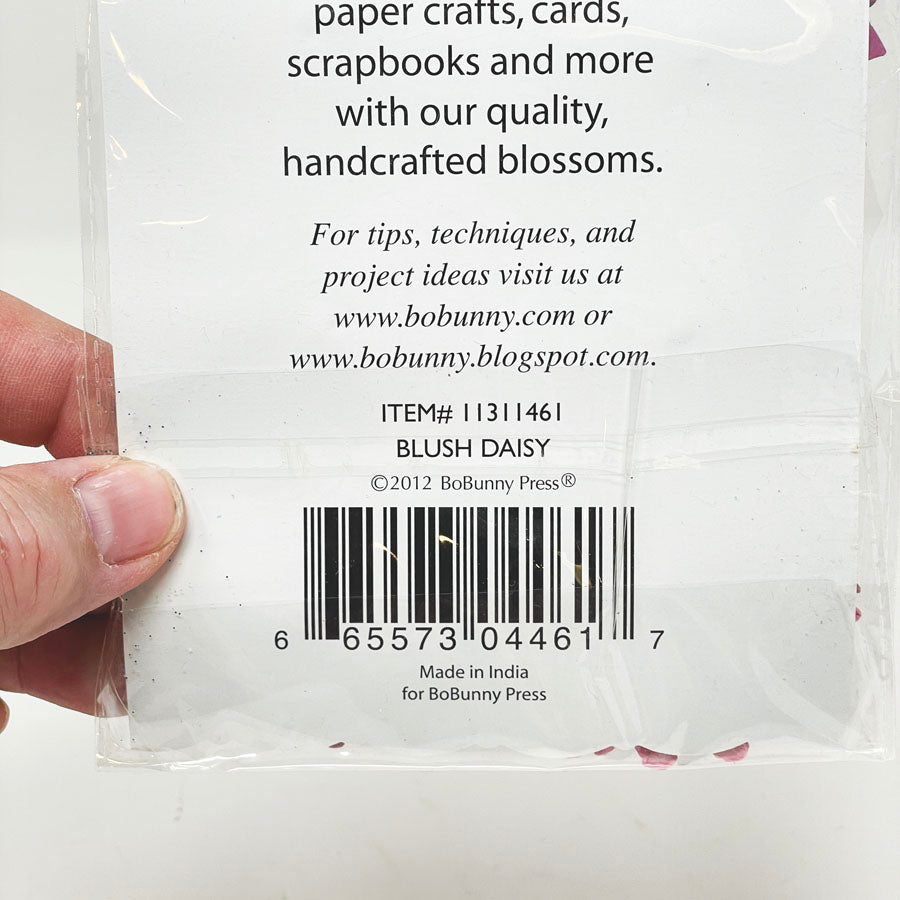 paper crafts, cards,
scrapbooks and more
with our quality,
handcrafted blossoms.
For tips, techniques, and
project ideas visit us at
www.bobunny.com or
www.bobunny.blogspot.com.
ITEM# 11311461
BLUSH DAISY
©2012 BoBunny Press®
6 65573 04461 7
Made in India
for BoBunny Press